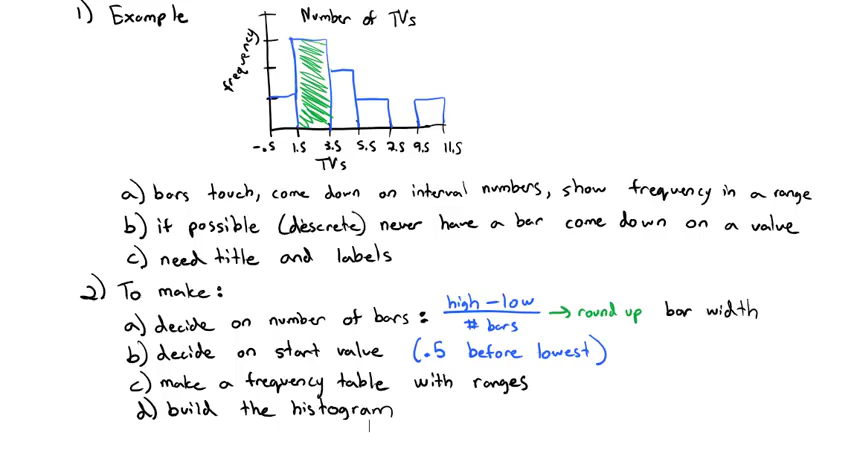 1) Example
Number of TVs
frequency
-.5 1.5 3.5 5.5 7.5 9.5 11.5
TVs
a) bars touch, come down on interval numbers, show frequency in a range
b) if possible (descrete) never have a bar come down on a value
c) need title and labels
2) To make:
a) decide on number of bars: high - low / # bars → round up bar width
b) decide on start value (.5 before lowest)
c) make a frequency table with ranges
d) build the histogram